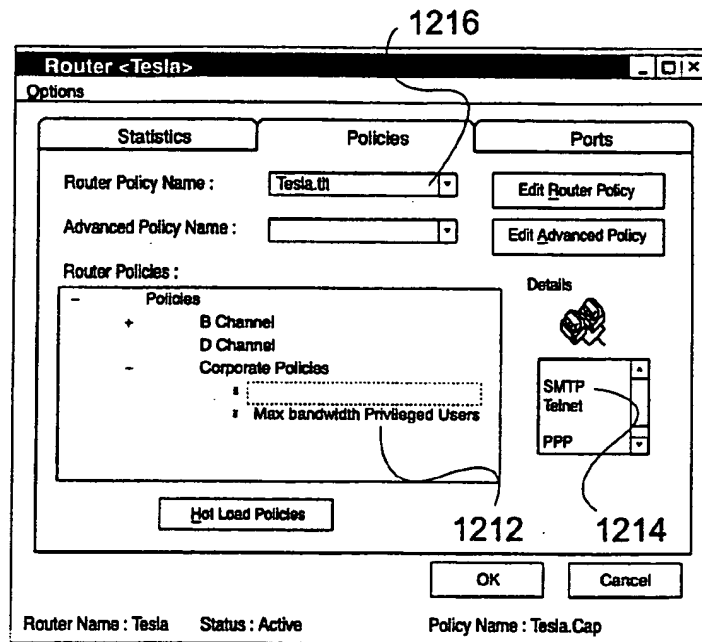 1216
Router <Tesla>
Options
Statistics Policies Ports
Router Policy Name : Tesla.ttt Edit Router Policy
Advanced Policy Name : Edit Advanced Policy
Router Policies : Details
− Policies
+ B Channel
D Channel
− Corporate Policies
Max bandwidth Privileged Users
SMTP
Telnet
PPP
Hot Load Policies
1212 1214
OK Cancel
Router Name : Tesla Status : Active Policy Name : Tesla.Cap